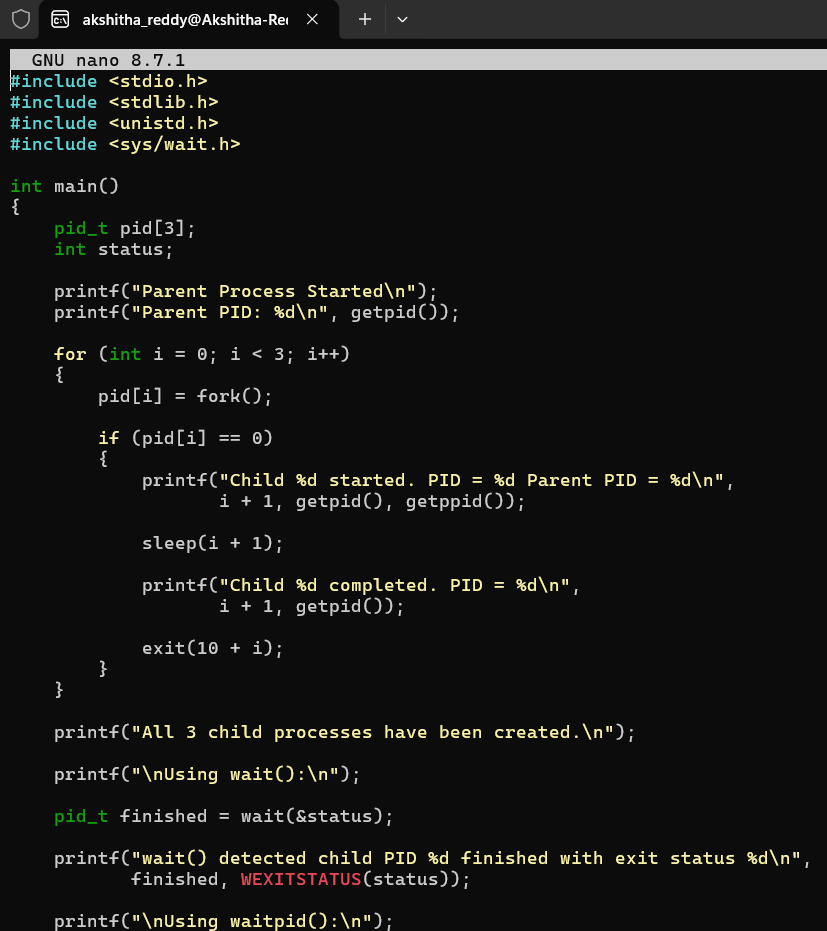 akshitha_reddy@Akshitha-Re
GNU nano 8.7.1
#include <stdio.h>
#include <stdlib.h>
#include <unistd.h>
#include <sys/wait.h>

int main()
{
    pid_t pid[3];
    int status;

    printf("Parent Process Started\n");
    printf("Parent PID: %d\n", getpid());

    for (int i = 0; i < 3; i++)
    {
        pid[i] = fork();

        if (pid[i] == 0)
        {
            printf("Child %d started. PID = %d Parent PID = %d\n",
                   i + 1, getpid(), getppid());

            sleep(i + 1);

            printf("Child %d completed. PID = %d\n",
                   i + 1, getpid());

            exit(10 + i);
        }
    }

    printf("All 3 child processes have been created.\n");

    printf("\nUsing wait():\n");

    pid_t finished = wait(&status);

    printf("wait() detected child PID %d finished with exit status %d\n",
           finished, WEXITSTATUS(status));

    printf("\nUsing waitpid():\n");